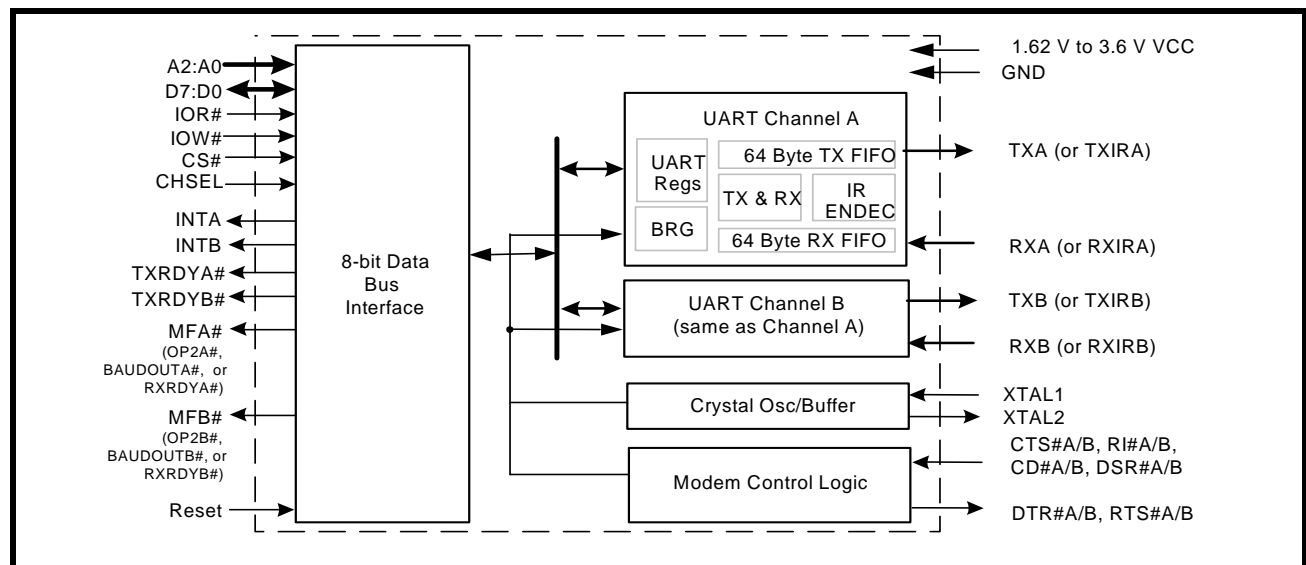 A2:A0
D7:D0
IOR#
IOW#
CS#
CHSEL
INTA
INTB
TXRDYA#
TXRDYB#
MFA#
(OP2A#,
BAUDOUTA#, or
RXRDYA#)
MFB#
(OP2B#,
BAUDOUTB#, or
RXRDYB#)
Reset
8-bit Data
Bus
Interface
UART Channel A
UART
Regs
BRG
64 Byte TX FIFO
TX & RX
IR
ENDEC
64 Byte RX FIFO
UART Channel B
(same as Channel A)
Crystal Osc/Buffer
Modem Control Logic
1.62 V to 3.6 V VCC
GND
TXA (or TXIRA)
RXA (or RXIRA)
TXB (or TXIRB)
RXB (or RXIRB)
XTAL1
XTAL2
CTS#A/B, RI#A/B,
CD#A/B, DSR#A/B
DTR#A/B, RTS#A/B